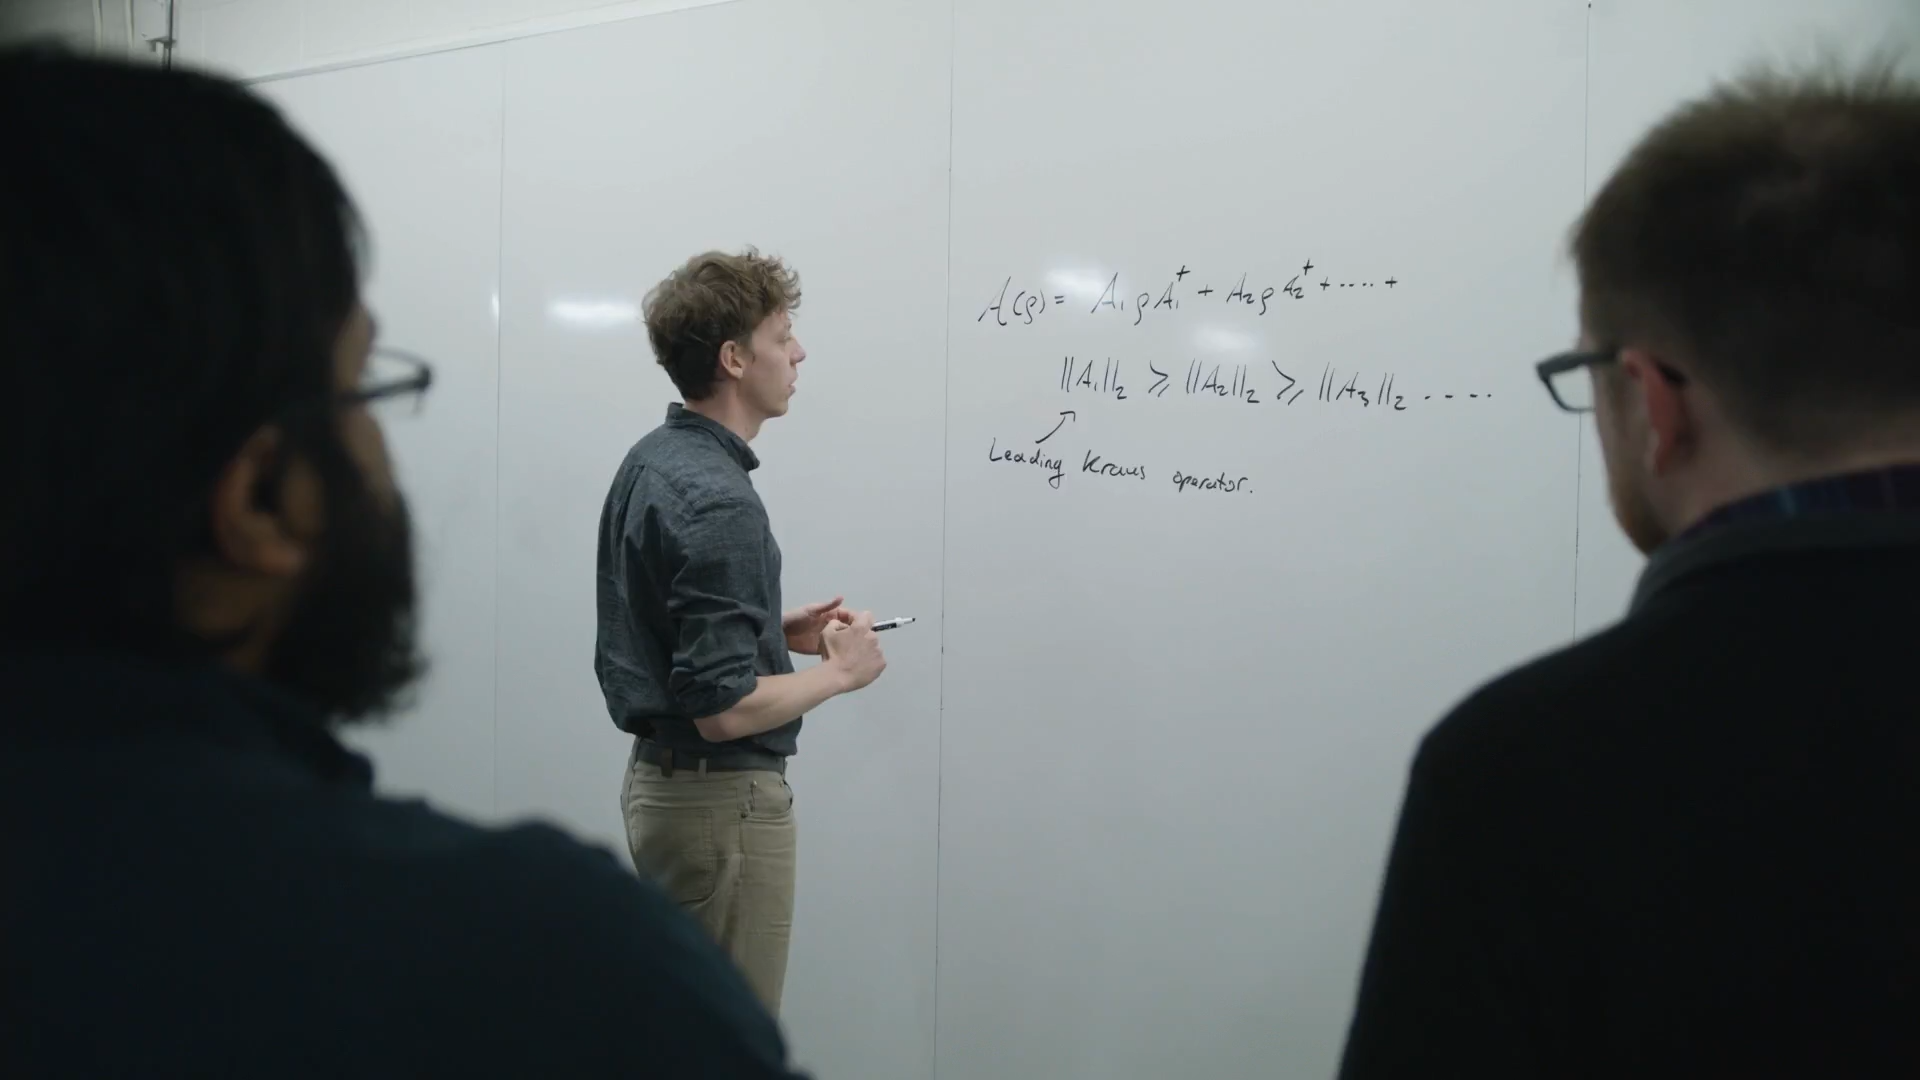 A(ρ) = A₁ρA₁† + A₂ρA₂† + ···· +
||A₁||₂ ⩾ ||A₂||₂ ⩾ ||A₃||₂ ----
Leading Kraus operator.